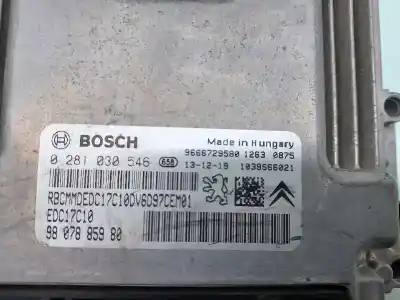 BOSCH
Made in Hungary
9666729580 1263 0875
0 281 030 546 658
13-12-19 1039S66021
RBCMMDEDC17C10DV6D97CEM01
EDC17C10
98 078 859 80